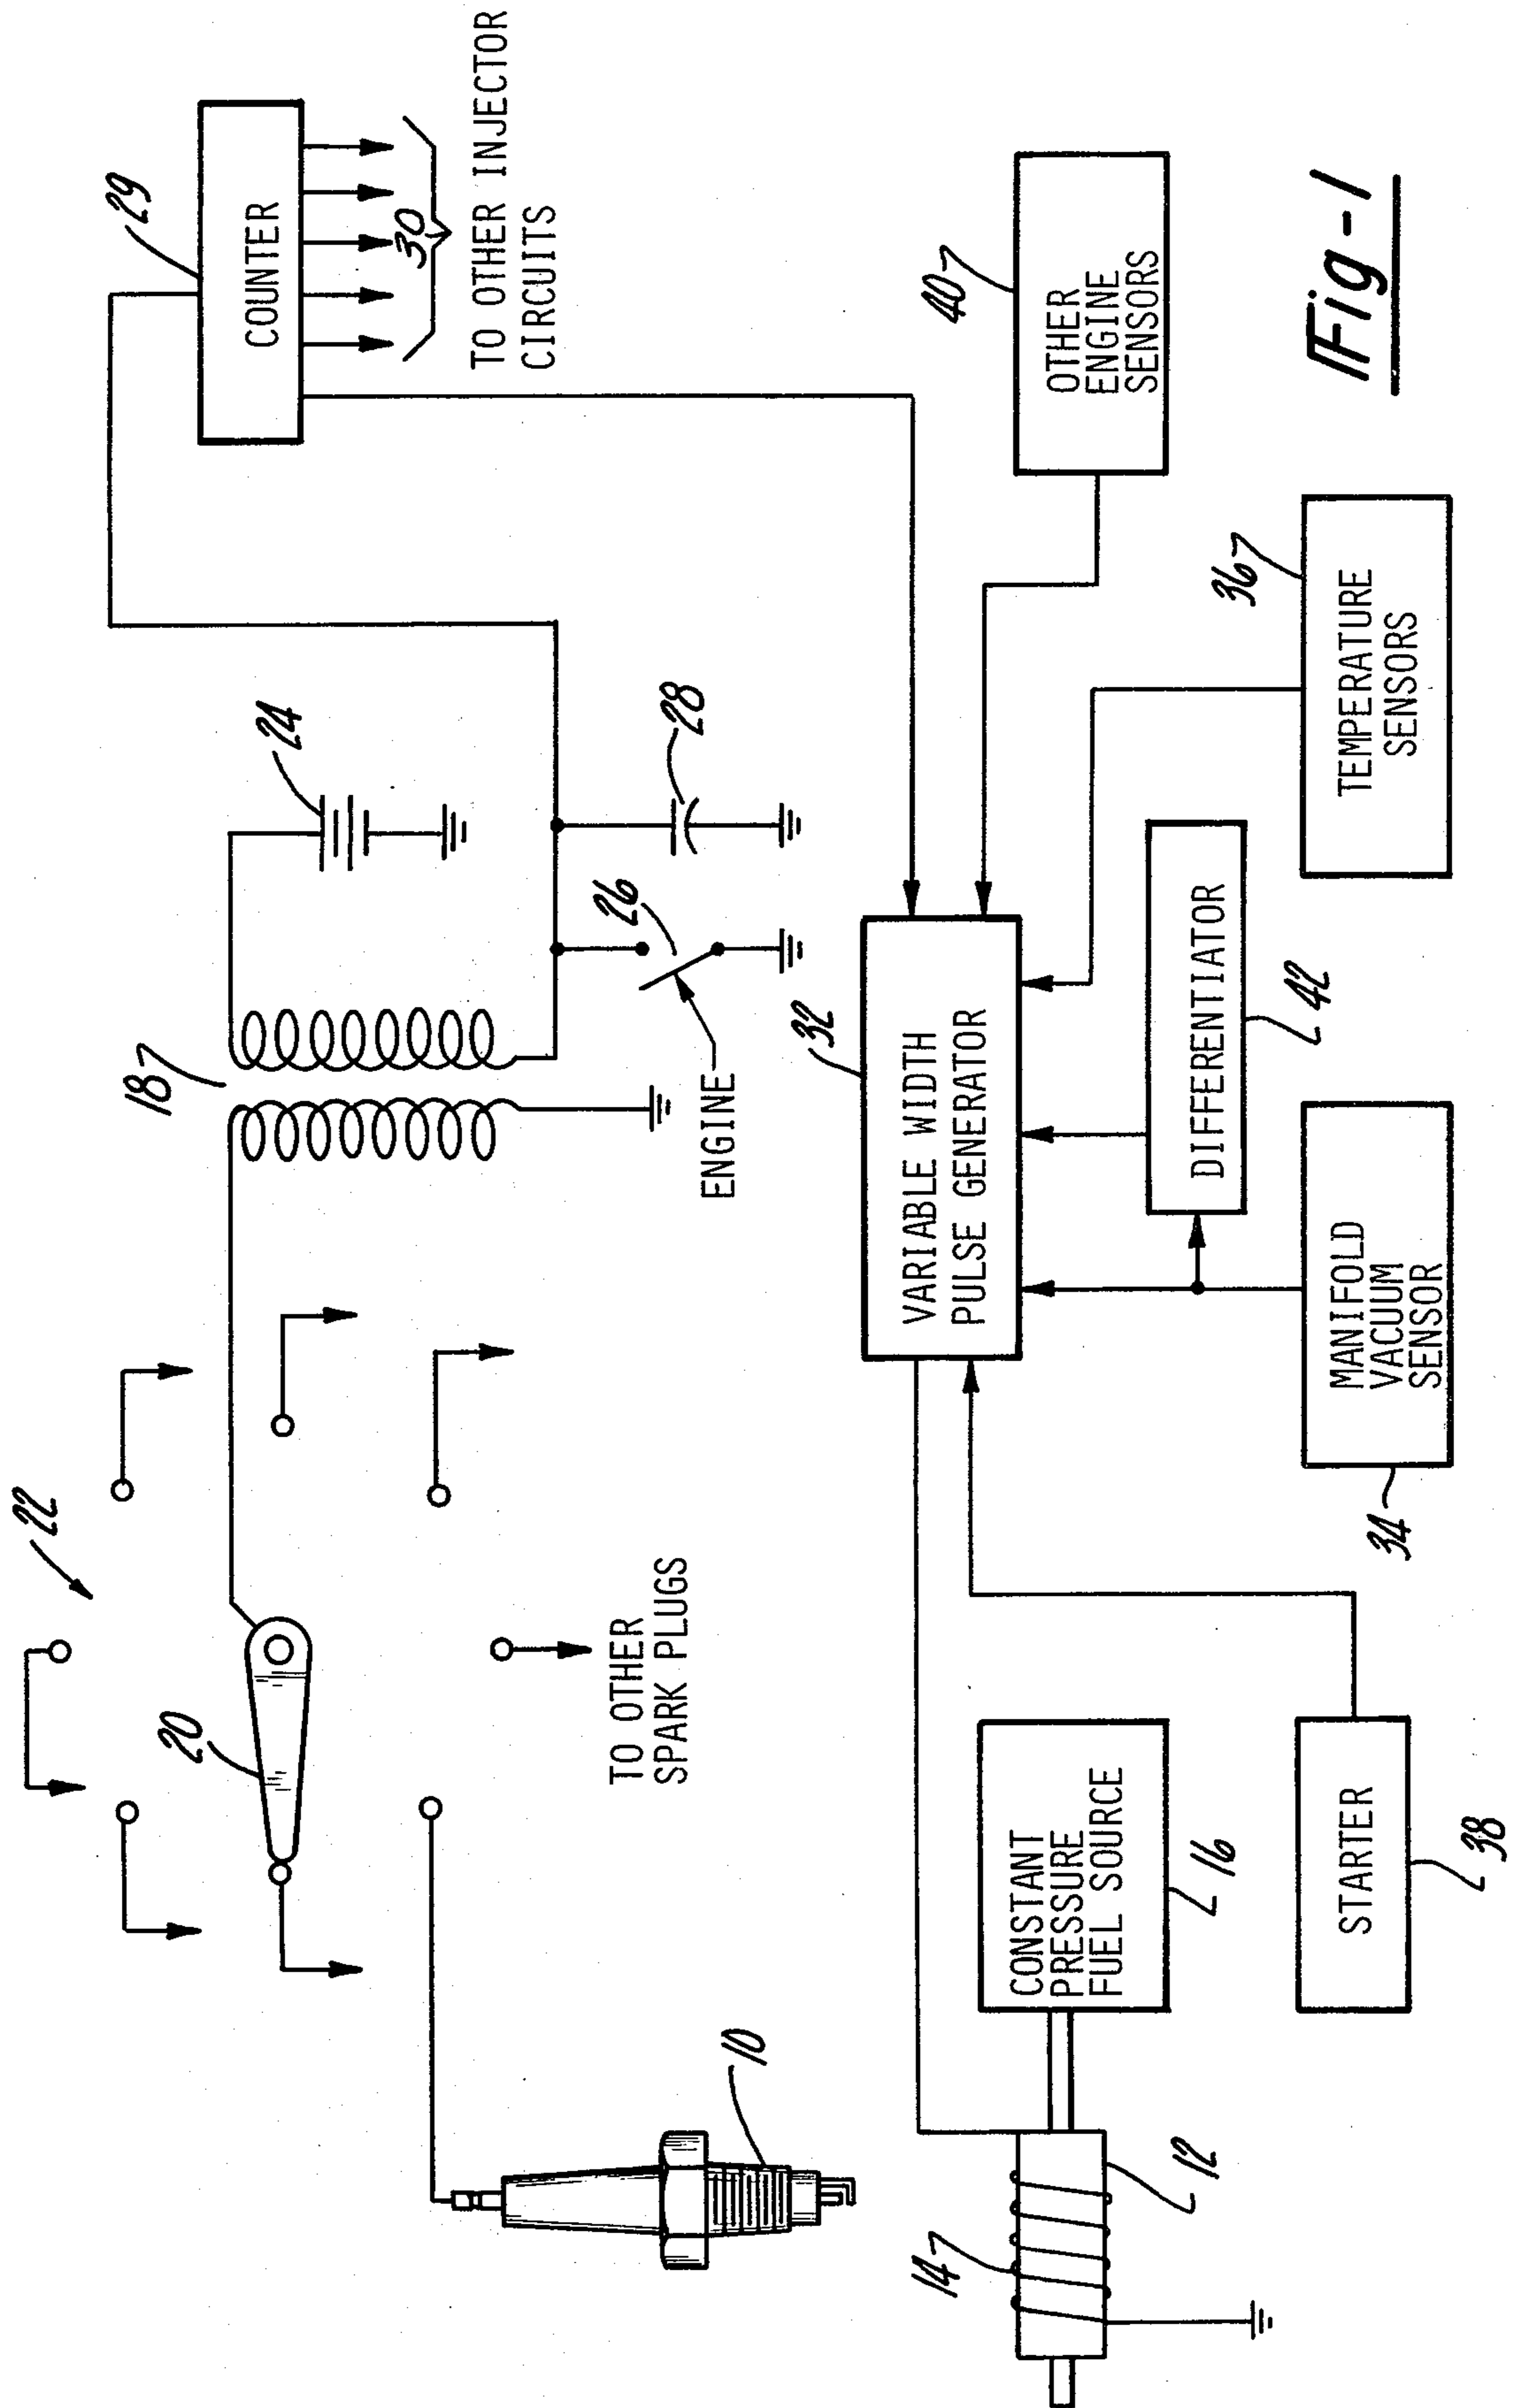 22
20
18
24
29
COUNTER
30
TO OTHER INJECTOR
CIRCUITS
10
TO OTHER
SPARK PLUGS
ENGINE
26
28
14
12
CONSTANT
PRESSURE
FUEL SOURCE
16
32
VARIABLE WIDTH
PULSE GENERATOR
40
OTHER
ENGINE
SENSORS
DIFFERENTIATOR
42
36
TEMPERATURE
SENSORS
STARTER
38
34
MANIFOLD
VACUUM
SENSOR
Fig-1